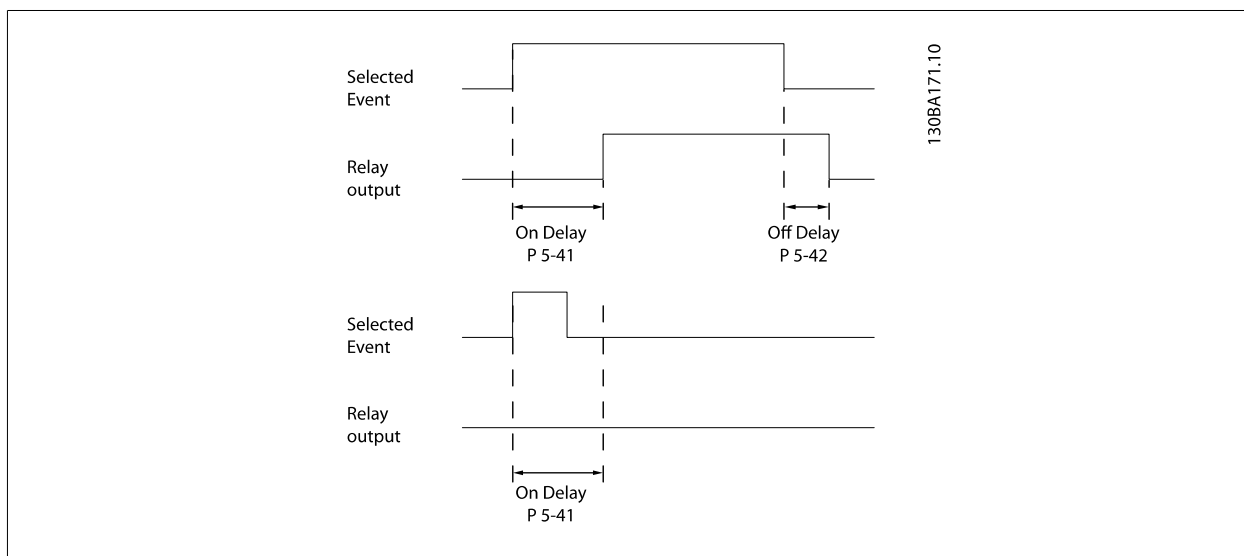 Selected
Event
130BA171.10
Relay
output
On Delay
P 5-41
Off Delay
P 5-42
Selected
Event
Relay
output
On Delay
P 5-41